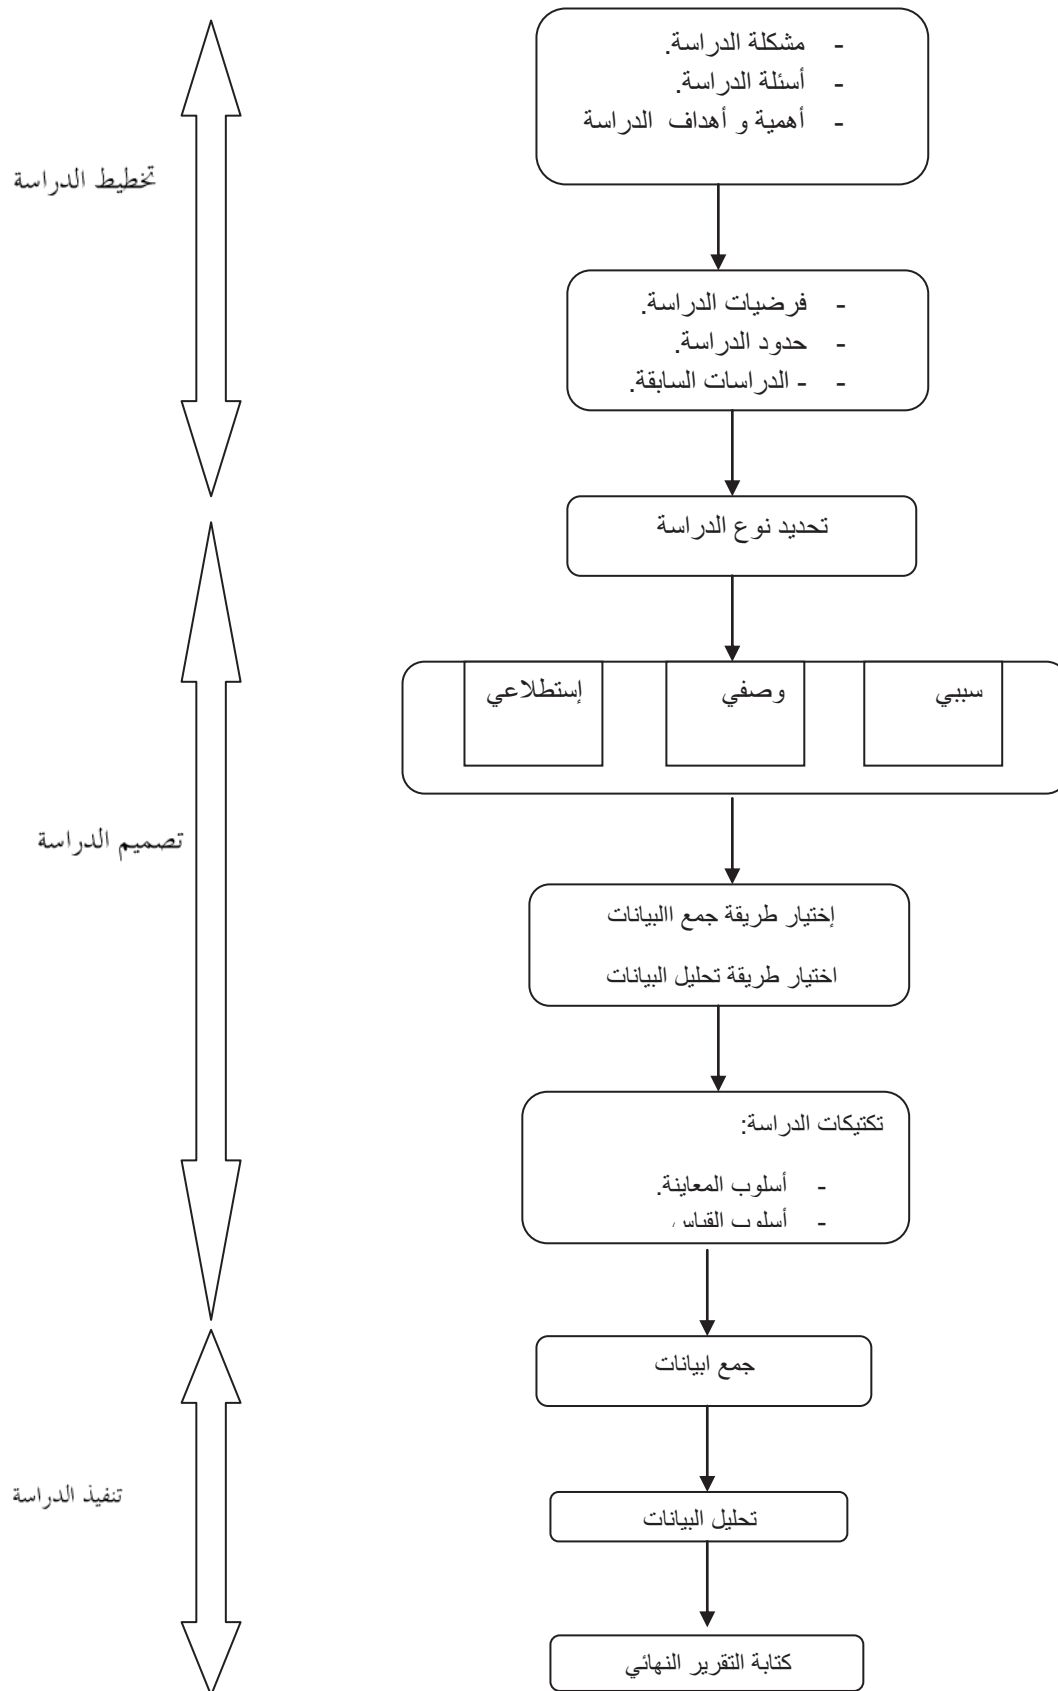 - مشكلة الدراسة.
- أسئلة الدراسة.
- أهمية و أهداف الدراسة
تخطيط الدراسة
- فرضيات الدراسة.
- حدود الدراسة.
- - الدراسات السابقة.
تحديد نوع الدراسة
سببي
وصفي
إستطلاعي
تصميم الدراسة
إختيار طريقة جمع االبيانات
اختيار طريقة تحليل البيانات
تكتيكات الدراسة:
- أسلوب المعاينة.
- أسلوب القياس
جمع ابيانات
تنفيذ الدراسة
تحليل البيانات
كتابة التقرير النهائي